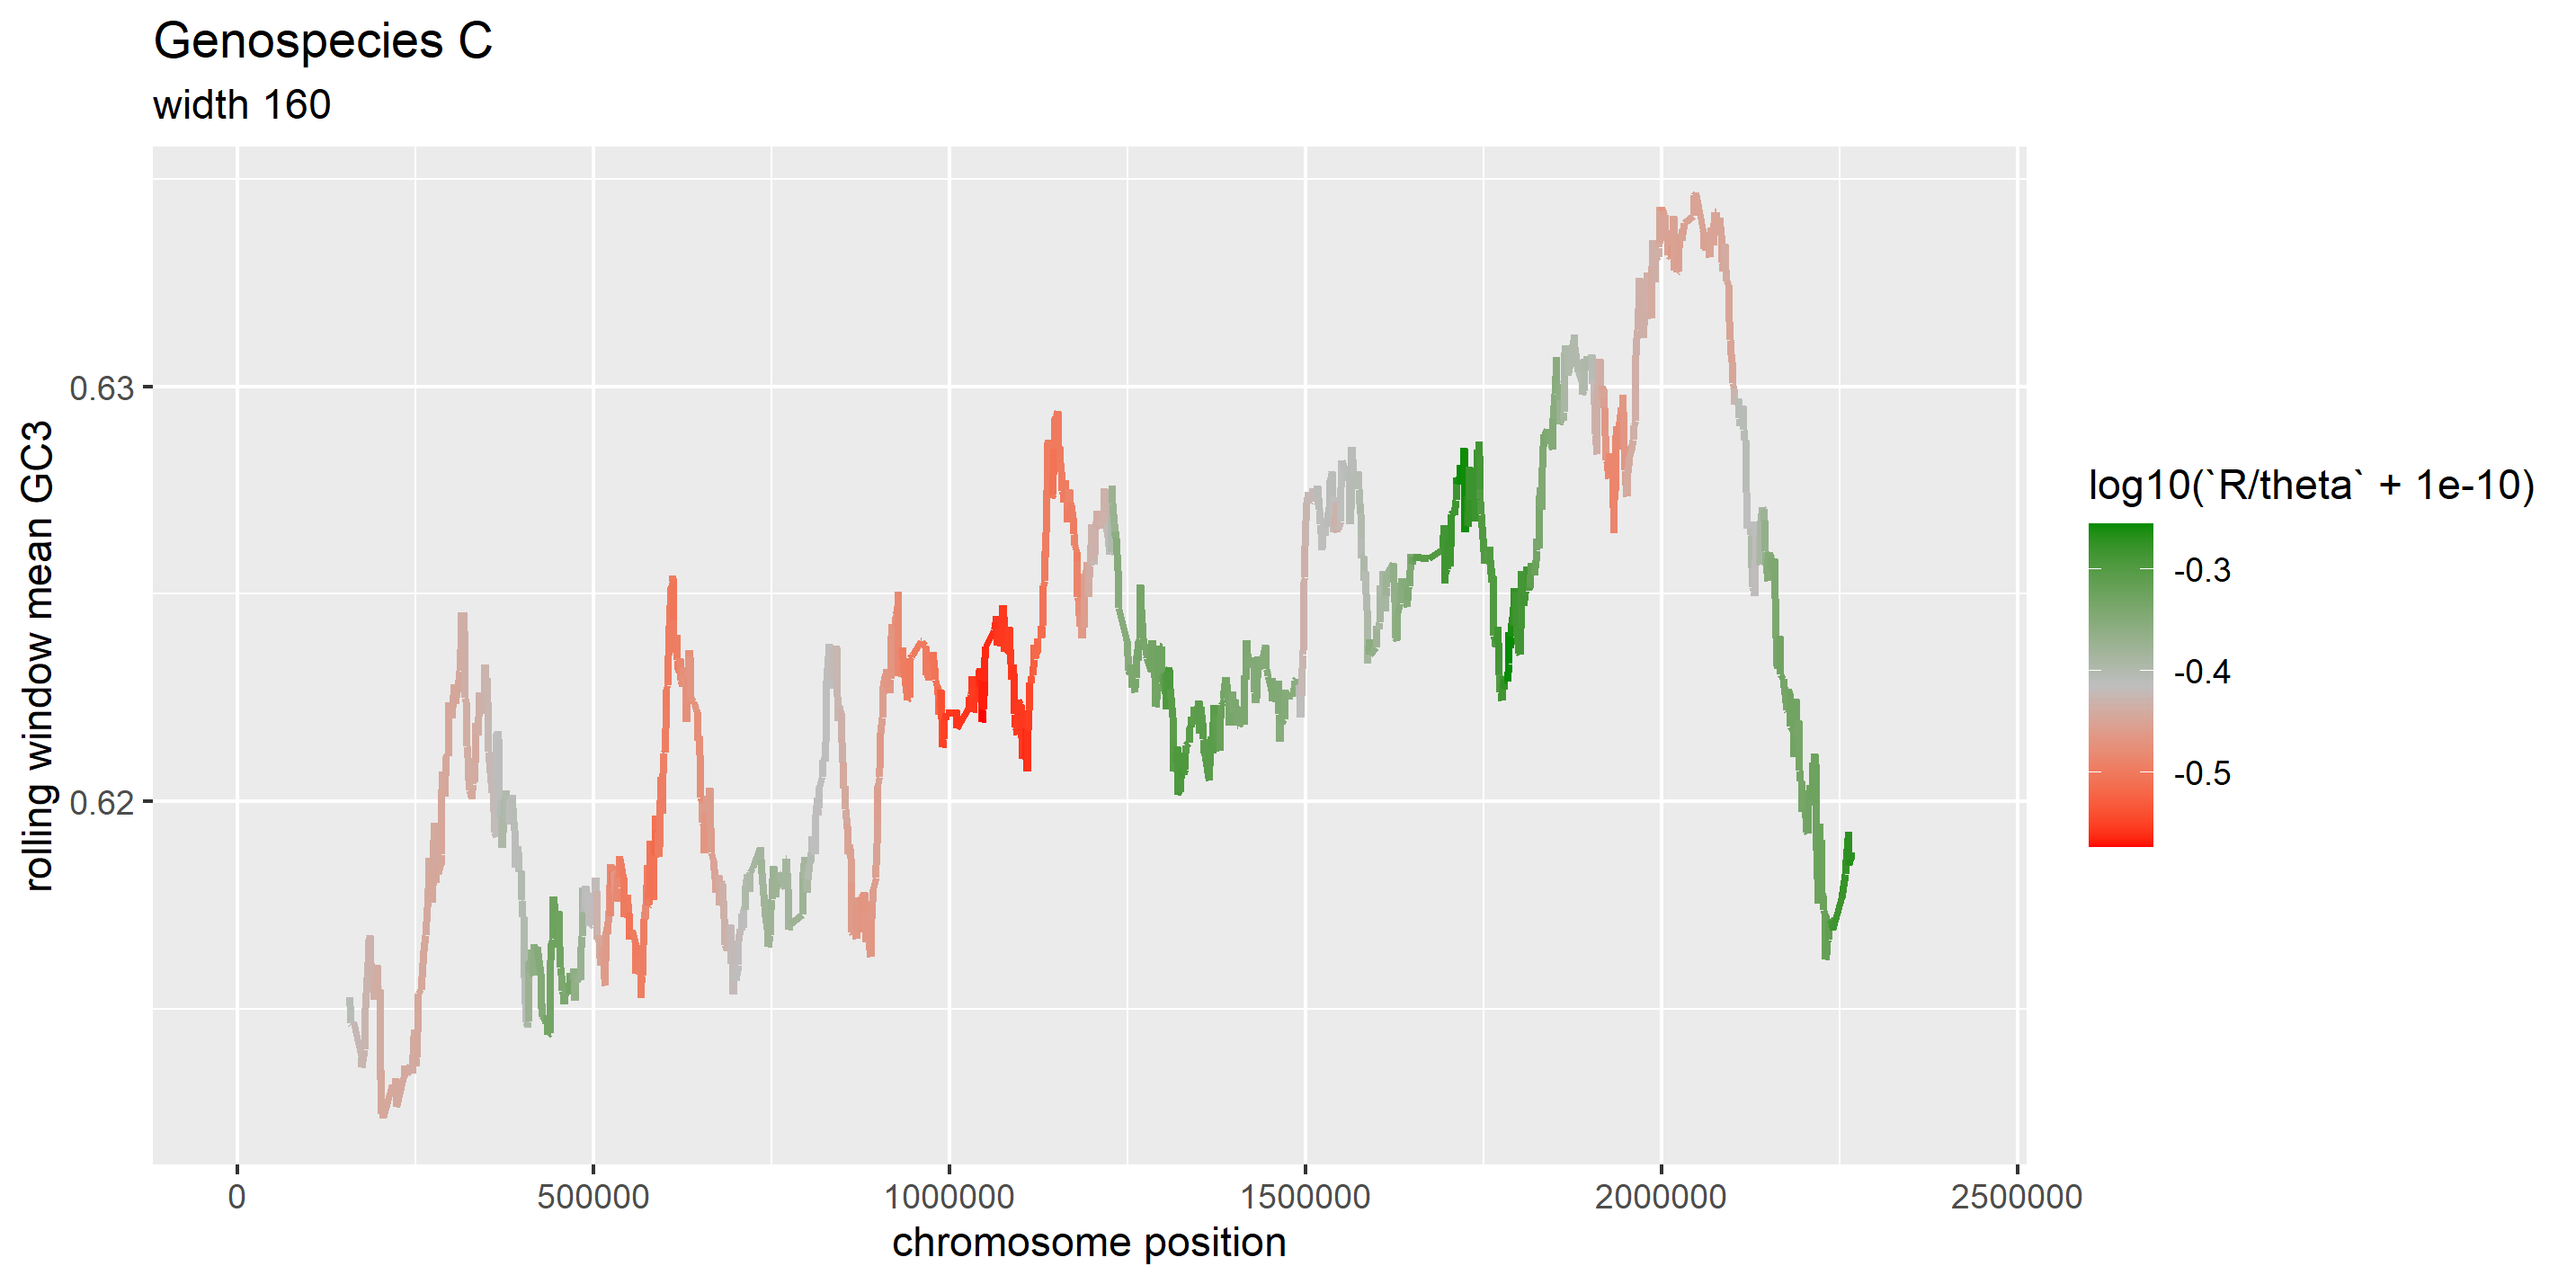 Genospecies C
width 160
rolling window mean GC3
0.63
0.62
0
500000
1000000
1500000
2000000
2500000
chromosome position
log10(`R/theta` + 1e-10)
-0.3
-0.4
-0.5